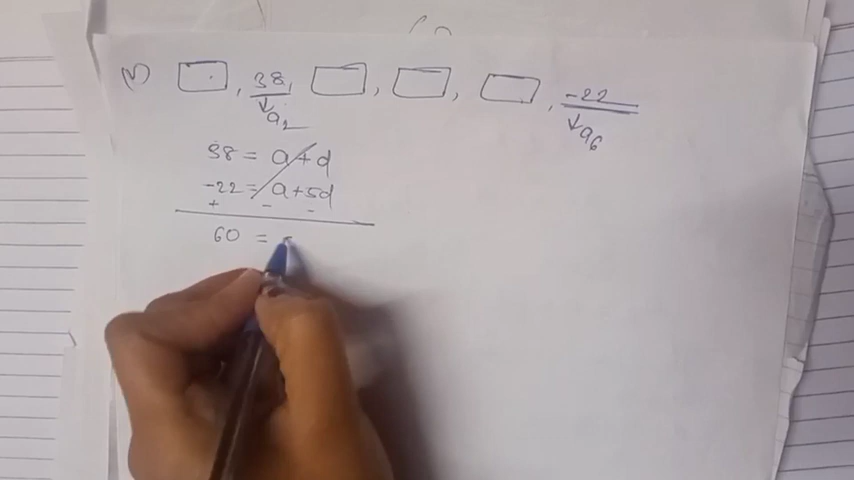 (v) □, 38, □, □, □, -22
↓a₂ ↓a₆
38 = a + d
-22 = a + 5d
+ - -
60 =